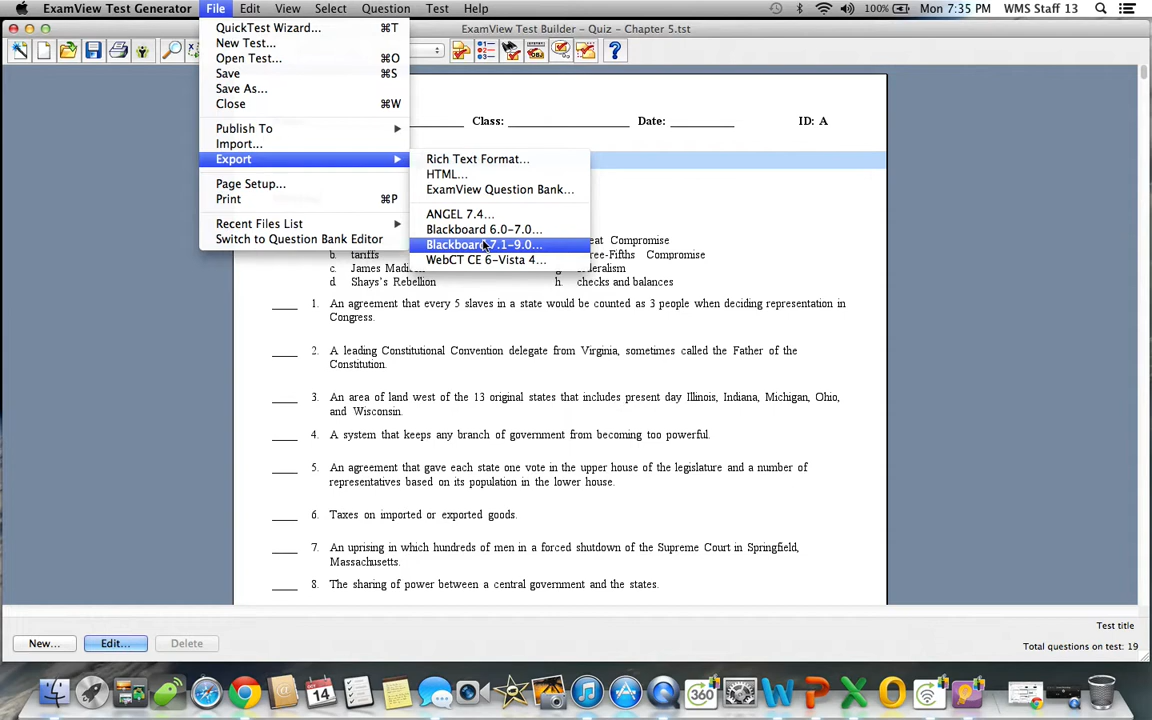 ExamView Test Generator File Edit View Select Question Test Help 100% Mon 7:35 PM WMS Staff 13
ExamView Test Builder – Quiz – Chapter 5.tst
QuickTest Wizard... ⌘T
New Test...
Open Test... ⌘O
Save ⌘S
Save As...
Close ⌘W
Publish To
Import...
Export
Page Setup...
Print ⌘P
Recent Files List
Switch to Question Bank Editor
Rich Text Format...
HTML...
ExamView Question Bank...
ANGEL 7.4...
Blackboard 6.0–7.0...
Blackboard 7.1–9.0...
WebCT CE 6–Vista 4...
Class: Date: ID: A
Compromise
b. tariffs Compromise
c. James
d Shays's Rebellion h. checks and balances
1. An agreement that every 5 slaves in a state would be counted as 3 people when deciding representation in
Congress.
2. A leading Constitutional Convention delegate from Virginia, sometimes called the Father of the
Constitution.
3. An area of land west of the 13 original states that includes present day Illinois, Indiana, Michigan, Ohio,
and Wisconsin.
4. A system that keeps any branch of government from becoming too powerful.
5. An agreement that gave each state one vote in the upper house of the legislature and a number of
representatives based on its population in the lower house.
6. Taxes on imported or exported goods.
7. An uprising in which hundreds of men in a forced shutdown of the Supreme Court in Springfield,
Massachusetts.
8. The sharing of power between a central government and the states.
Test title
New... Edit... Delete
Total questions on test: 19
OCT
14
360